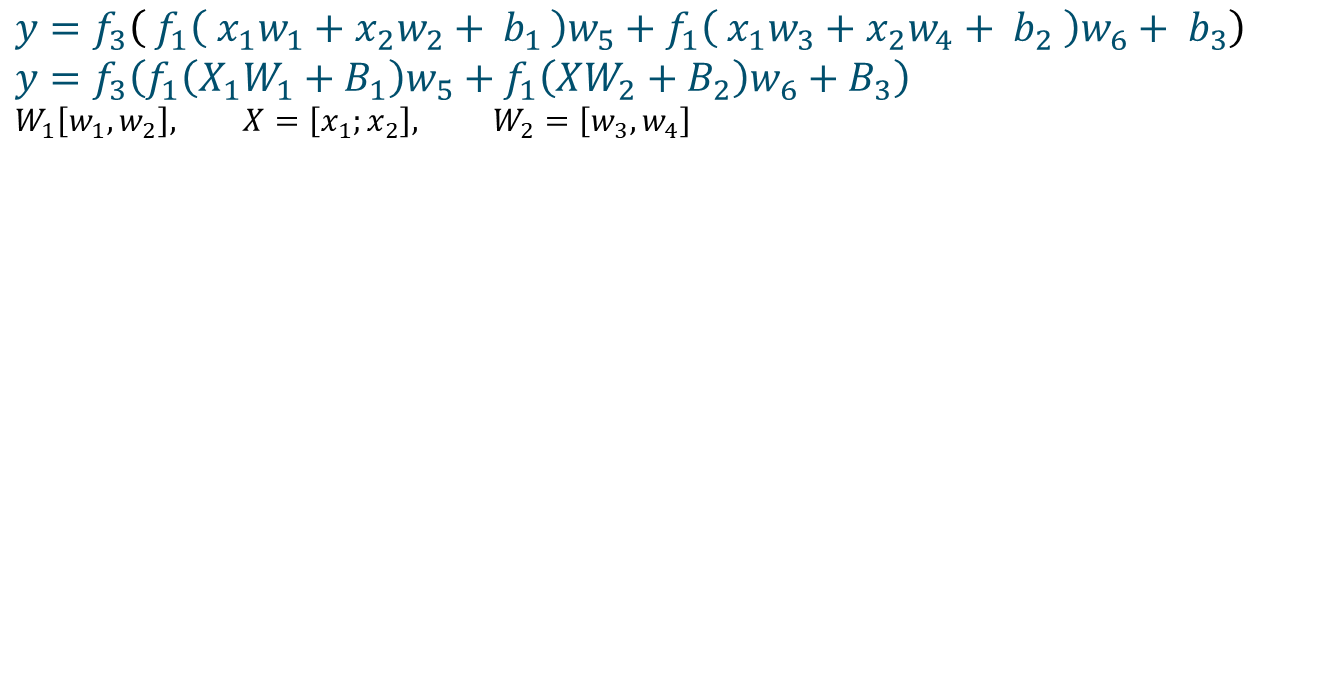 y = f₃( f₁( x₁w₁ + x₂w₂ + b₁ )w₅ + f₁( x₁w₃ + x₂w₄ + b₂ )w₆ + b₃)
y = f₃(f₁(X₁W₁ + B₁)w₅ + f₁(XW₂ + B₂)w₆ + B₃)
W₁[w₁, w₂], X = [x₁; x₂], W₂ = [w₃, w₄]